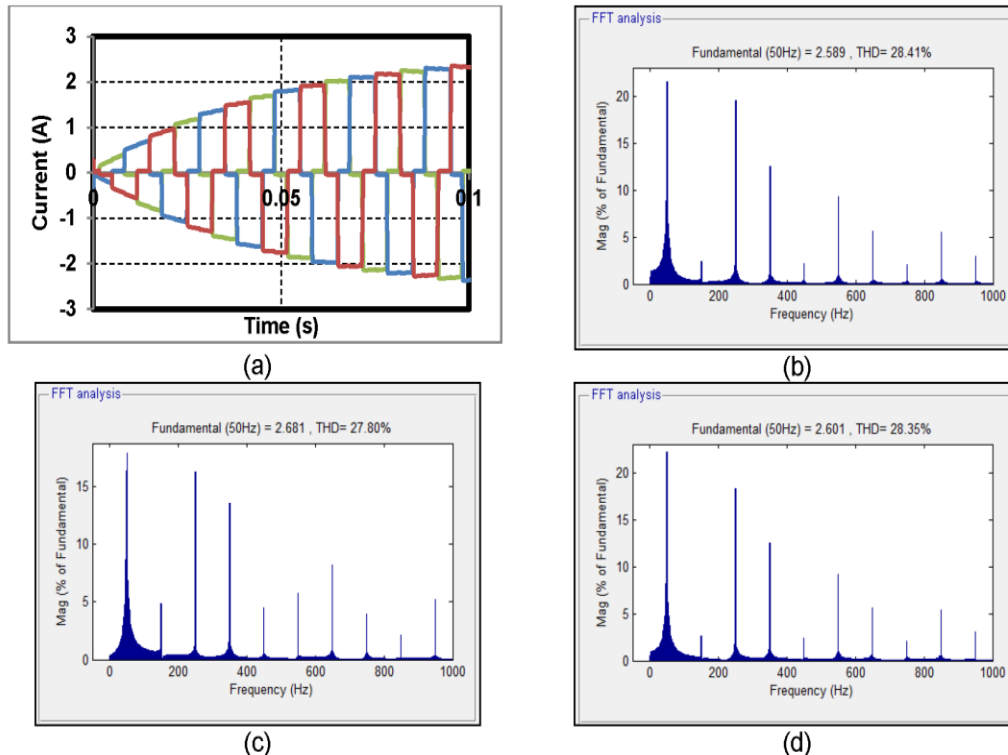 3
2
1
0
-1
-2
-3
0
0.05
0.1
Current (A)
Time (s)
(a)
FFT analysis
Fundamental (50Hz) = 2.589 , THD= 28.41%
Mag (% of Fundamental)
20
15
10
5
0
0 200 400 600 800 1000
Frequency (Hz)
(b)
FFT analysis
Fundamental (50Hz) = 2.681 , THD= 27.80%
Mag (% of Fundamental)
15
10
5
0
0 200 400 600 800 1000
Frequency (Hz)
(c)
FFT analysis
Fundamental (50Hz) = 2.601 , THD= 28.35%
Mag (% of Fundamental)
20
15
10
5
0
0 200 400 600 800 1000
Frequency (Hz)
(d)